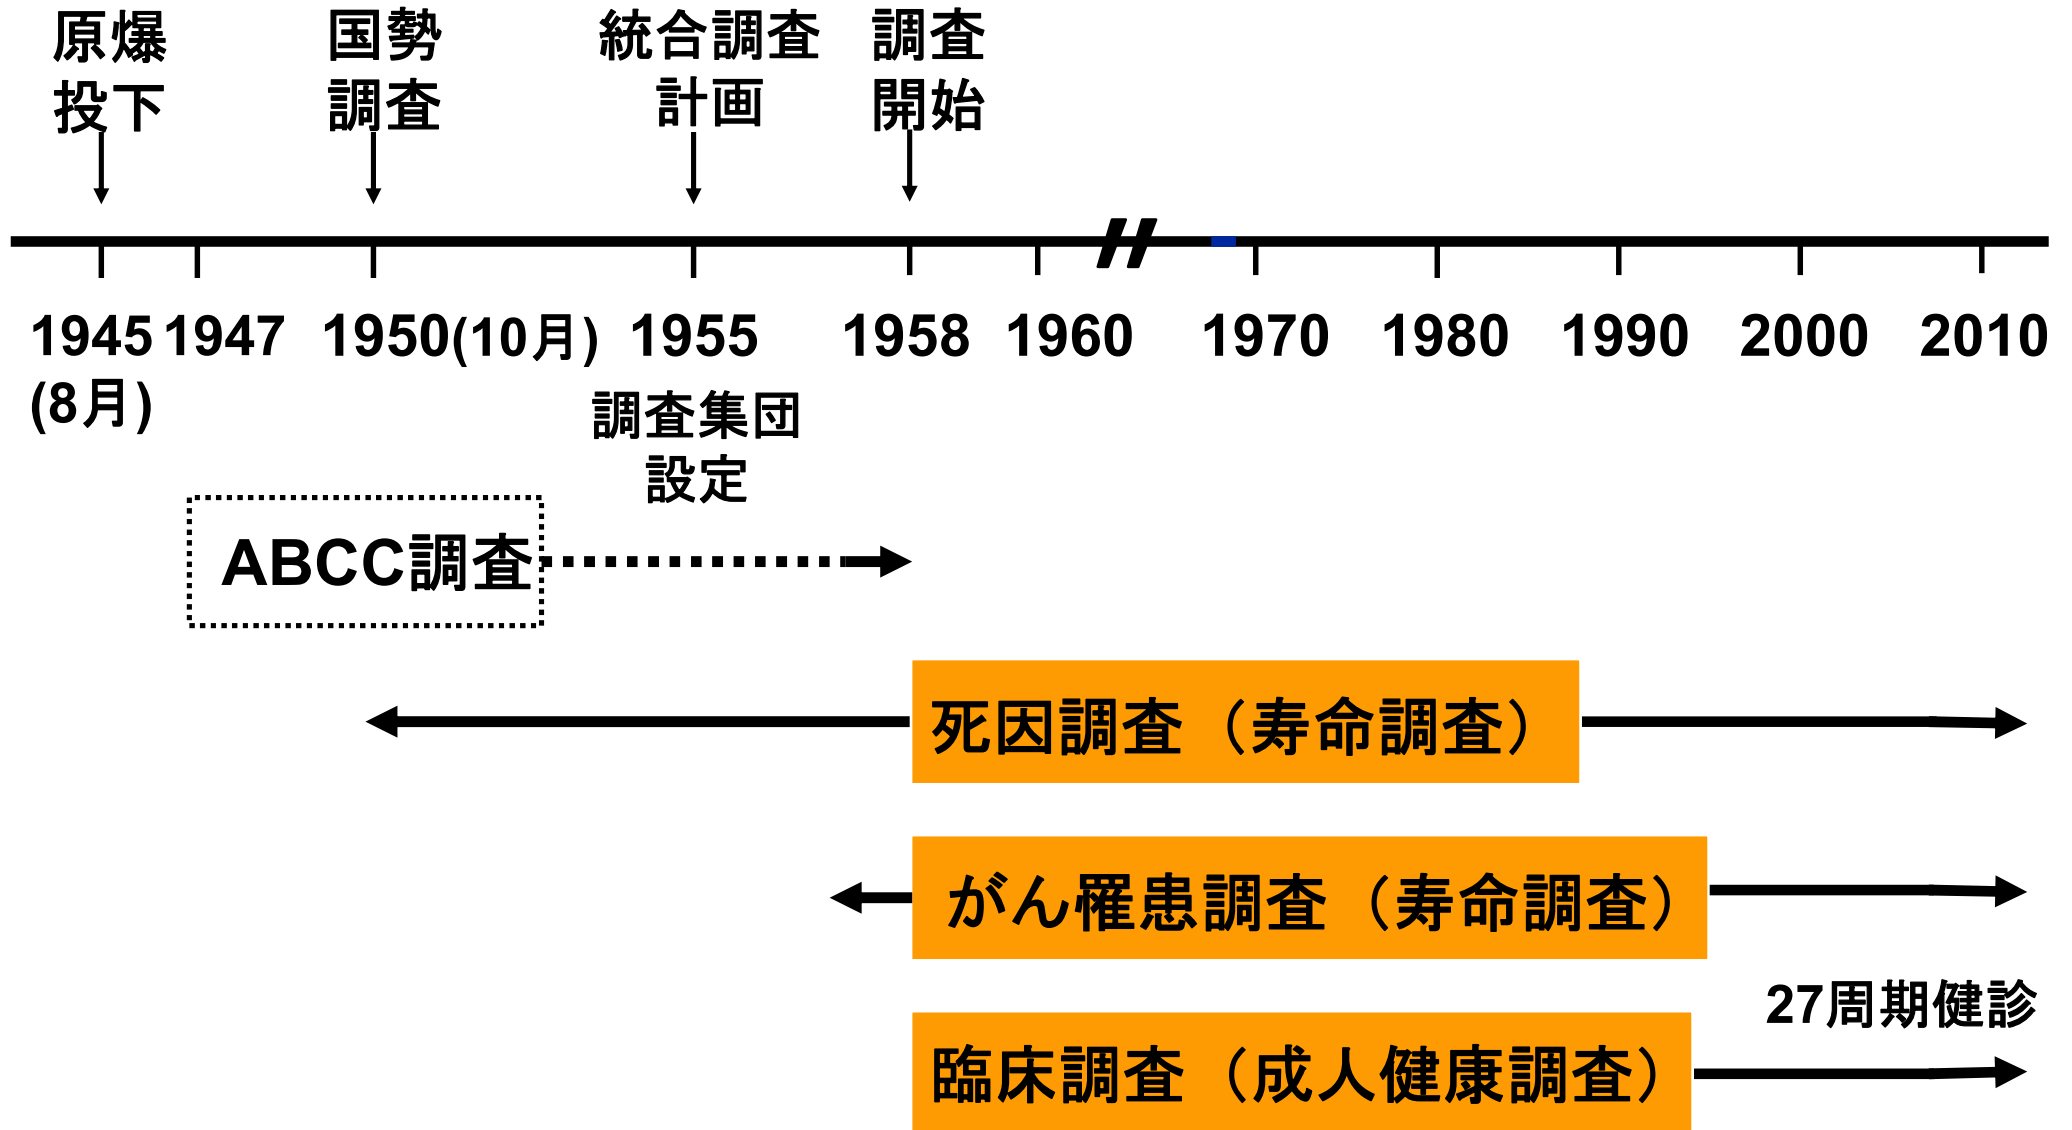 原爆
投下
国勢
調査
統合調査
計画
調査
開始
1945
(8月)
1947
1950(10月)
1955
1958
1960
1970
1980
1990
2000
2010
調査集団
設定
ABCC調査
死因調査（寿命調査）
がん罹患調査（寿命調査）
27周期健診
臨床調査（成人健康調査）